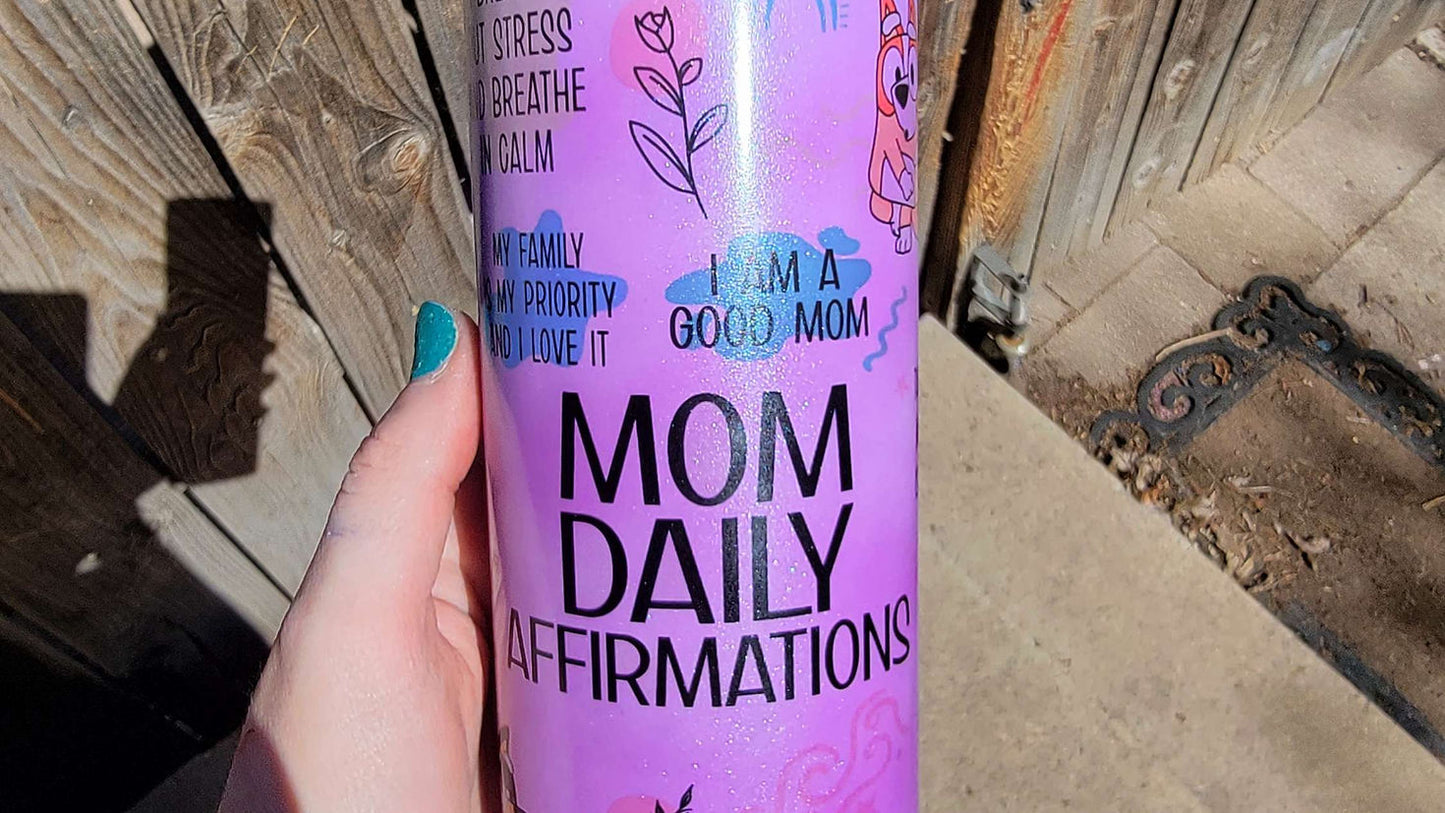 STRESS
BREATHE
CALM
MY FAMILY
MY PRIORITY
AND I LOVE IT
I AM A
GOOD MOM
MOM
DAILY
AFFIRMATIONS